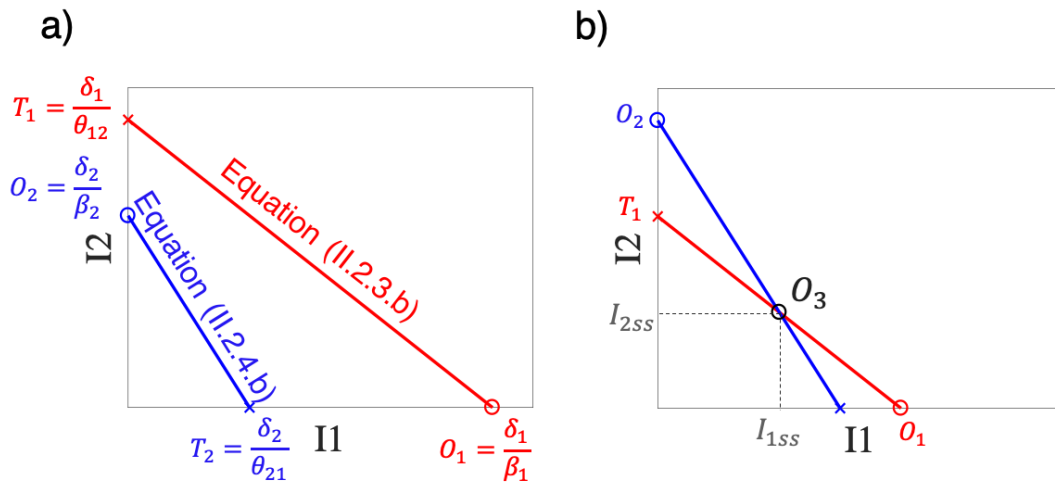 a)
T₁ = δ₁/θ₁₂
O₂ = δ₂/β₂
I2
Equation (II.2.3.b)
Equation (II.2.4.b)
T₂ = δ₂/θ₂₁
I1
O₁ = δ₁/β₁
b)
O₂
T₁
I2
O₃
I₂ss
I₁ss
I1
O₁